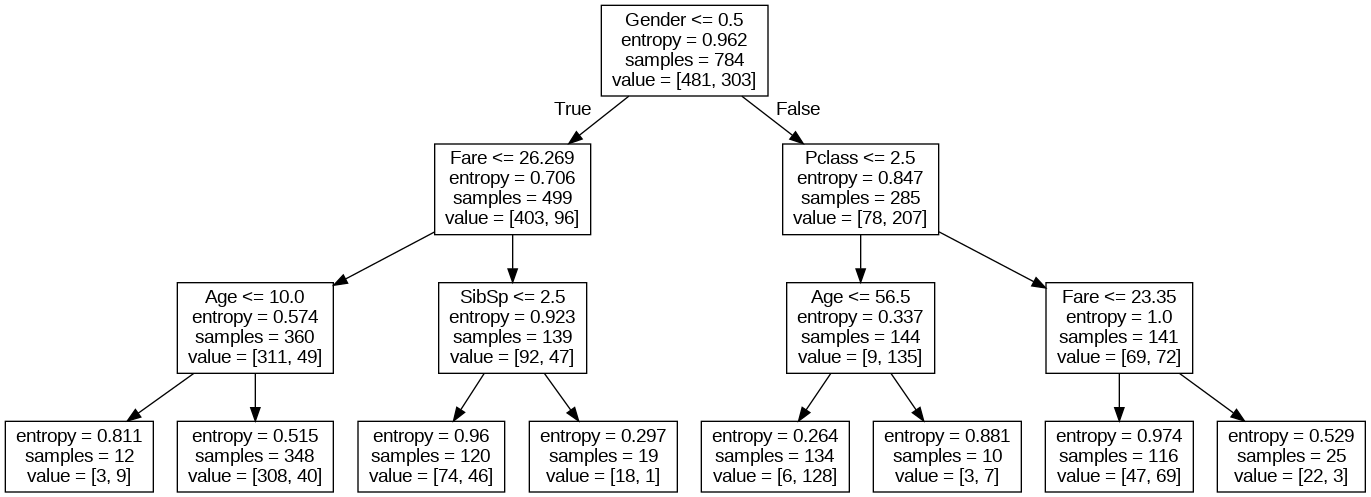 Gender <= 0.5
entropy = 0.962
samples = 784
value = [481, 303]
True
False
Fare <= 26.269
entropy = 0.706
samples = 499
value = [403, 96]
Pclass <= 2.5
entropy = 0.847
samples = 285
value = [78, 207]
Age <= 10.0
entropy = 0.574
samples = 360
value = [311, 49]
SibSp <= 2.5
entropy = 0.923
samples = 139
value = [92, 47]
Age <= 56.5
entropy = 0.337
samples = 144
value = [9, 135]
Fare <= 23.35
entropy = 1.0
samples = 141
value = [69, 72]
entropy = 0.811
samples = 12
value = [3, 9]
entropy = 0.515
samples = 348
value = [308, 40]
entropy = 0.96
samples = 120
value = [74, 46]
entropy = 0.297
samples = 19
value = [18, 1]
entropy = 0.264
samples = 134
value = [6, 128]
entropy = 0.881
samples = 10
value = [3, 7]
entropy = 0.974
samples = 116
value = [47, 69]
entropy = 0.529
samples = 25
value = [22, 3]